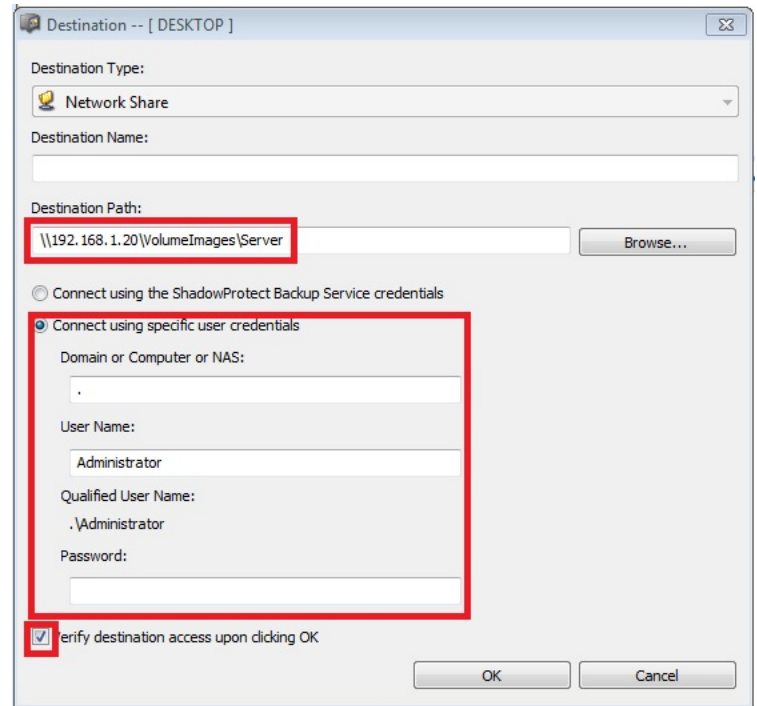 Destination -- [ DESKTOP ]
Destination Type:
Network Share
Destination Name:
Destination Path:
\\192.168.1.20\VolumeImages\Server
Browse...
Connect using the ShadowProtect Backup Service credentials
Connect using specific user credentials
Domain or Computer or NAS:
.
User Name:
Administrator
Qualified User Name:
.\Administrator
Password:
Verify destination access upon clicking OK
OK
Cancel